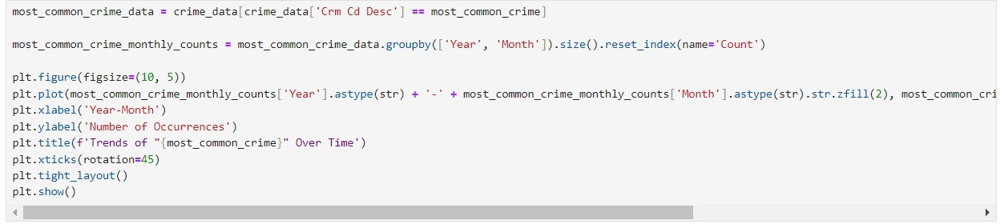 most_common_crime_data = crime_data[crime_data['Crm Cd Desc'] == most_common_crime]
most_common_crime_monthly_counts = most_common_crime_data.groupby(['Year', 'Month']).size().reset_index(name='Count')
plt.figure(figsize=(10, 5))
plt.plot(most_common_crime_monthly_counts['Year'].astype(str) + '-' + most_common_crime_monthly_counts['Month'].astype(str).str.zfill(2), most_common_cri
plt.xlabel('Year-Month')
plt.ylabel('Number of Occurrences')
plt.title(f'Trends of "{most_common_crime}" Over Time')
plt.xticks(rotation=45)
plt.tight_layout()
plt.show()